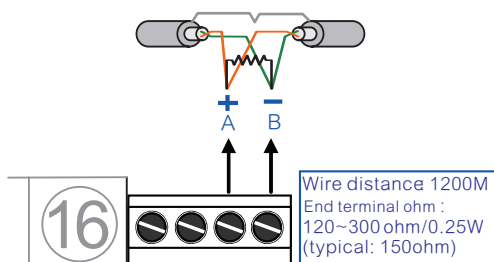 + −
A B
16
Wire distance 1200M
End terminal ohm :
120~300 ohm/0.25W
(typical: 150ohm)